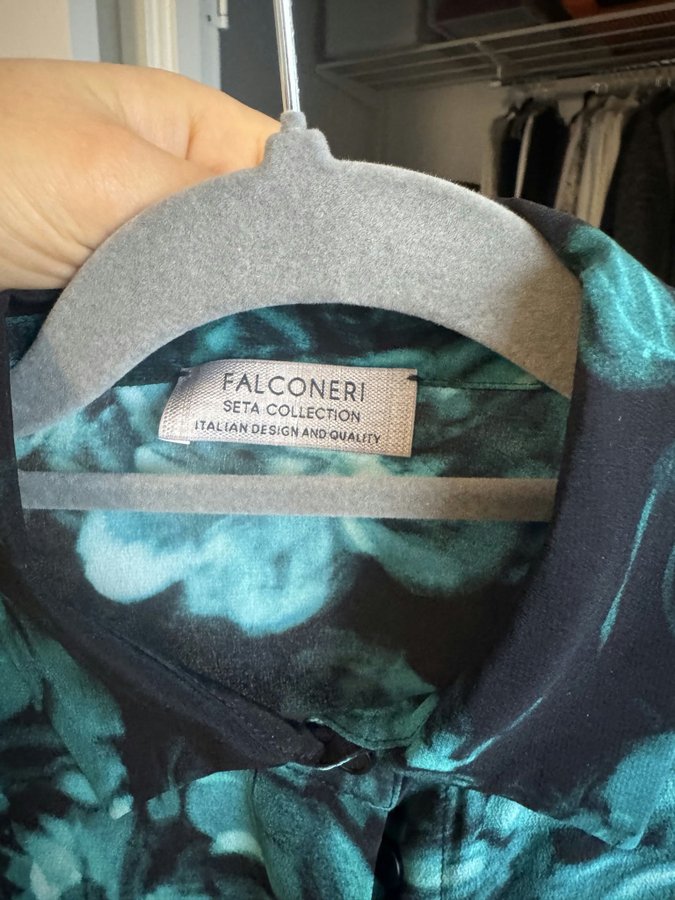 FALCONERI
SETA COLLECTION
ITALIAN DESIGN AND QUALITY